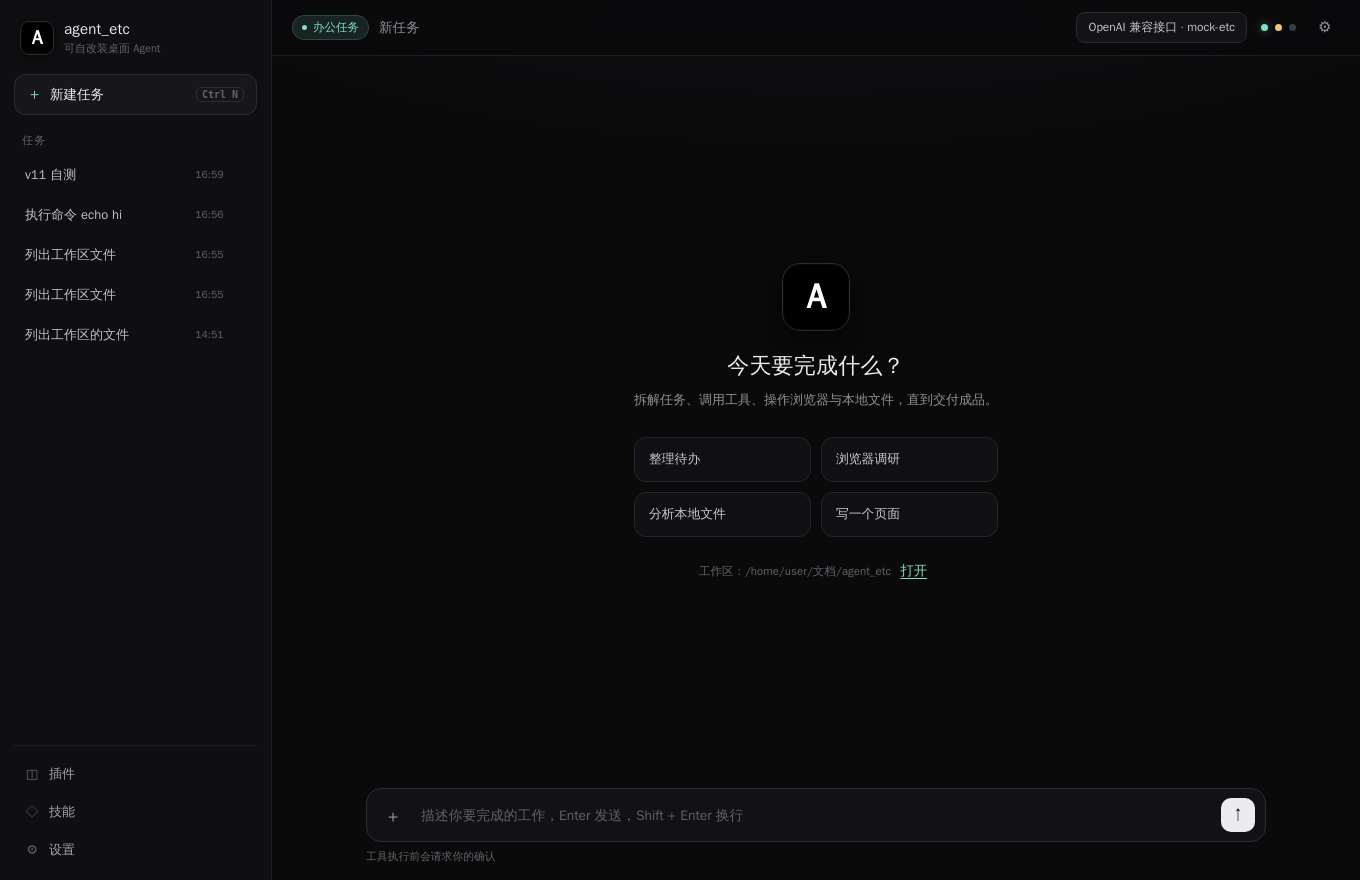 A
agent_etc
可自改装桌面 Agent
+ 新建任务 Ctrl N
任务
v11 自测 16:59
执行命令 echo hi 16:56
列出工作区文件 16:55
列出工作区文件 16:55
列出工作区的文件 14:51
插件
技能
设置
办公任务 新任务 OpenAI 兼容接口 · mock-etc
A
今天要完成什么？
拆解任务、调用工具、操作浏览器与本地文件，直到交付成品。
整理待办 浏览器调研
分析本地文件 写一个页面
工作区：/home/user/文档/agent_etc 打开
+ 描述你要完成的工作，Enter 发送，Shift + Enter 换行 ↑
工具执行前会请求你的确认